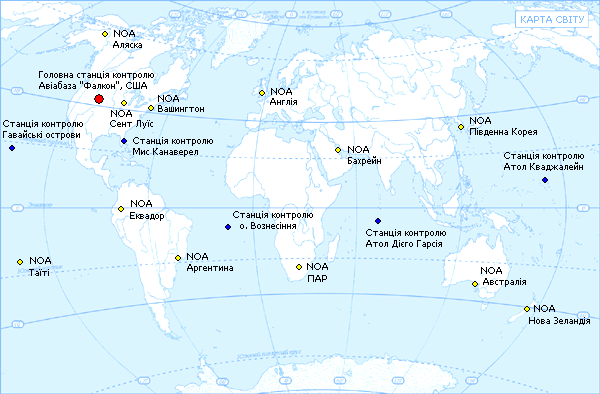 КАРТА СВІТУ
NOA
Аляска
Головна станція контролю
Авіабаза "Фалкон", США
NOA
Вашингтон
NOA
Сент Луїс
NOA
Англія
NOA
Південна Корея
Станція контролю
Гавайські острови
Станція контролю
Мис Канаверел
NOA
Бахрейн
Станція контролю
Атол Кваджалейн
NOA
Еквадор
Станція контролю
о. Вознесіння
Станція контролю
Атол Дієго Гарсія
NOA
Таїті
NOA
Аргентина
NOA
ПАР
NOA
Австралія
NOA
Нова Зеландія